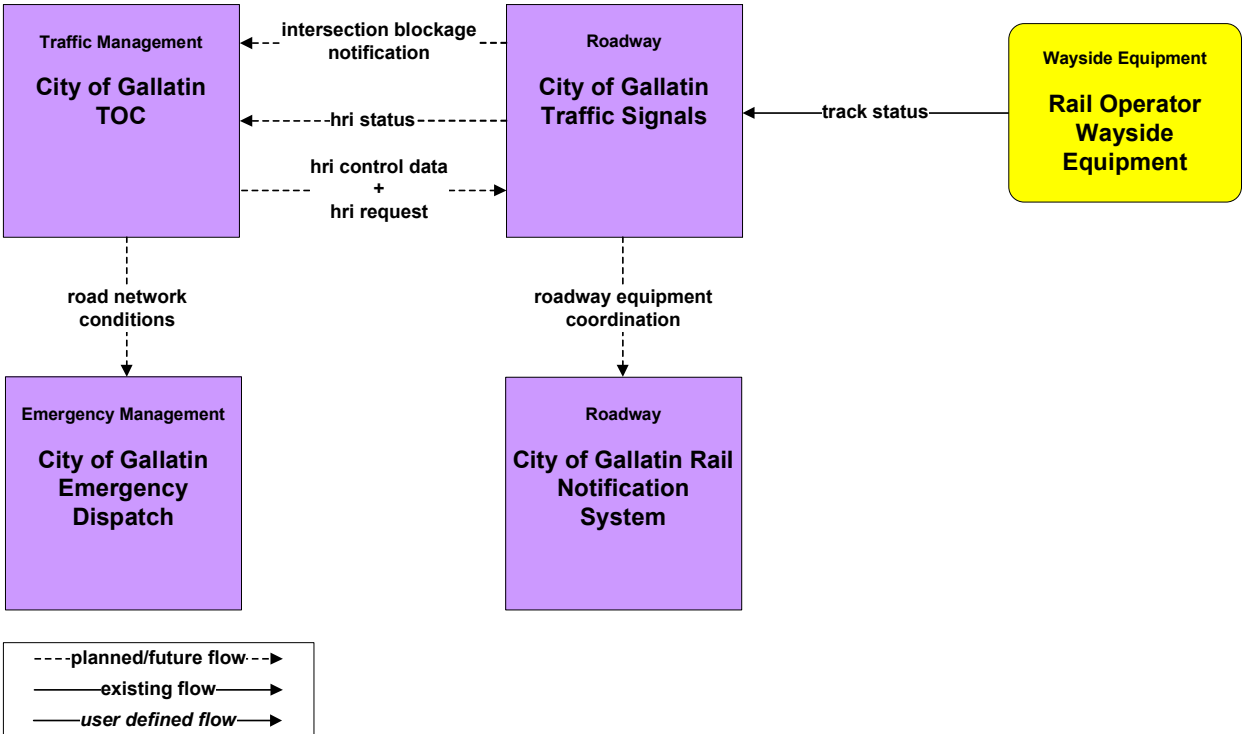 Traffic Management
City of Gallatin
TOC
intersection blockage
notification
hri status
hri control data
+
hri request
Roadway
City of Gallatin
Traffic Signals
track status
Wayside Equipment
Rail Operator
Wayside
Equipment
road network
conditions
roadway equipment
coordination
Emergency Management
City of Gallatin
Emergency
Dispatch
Roadway
City of Gallatin Rail
Notification
System
planned/future flow
existing flow
user defined flow